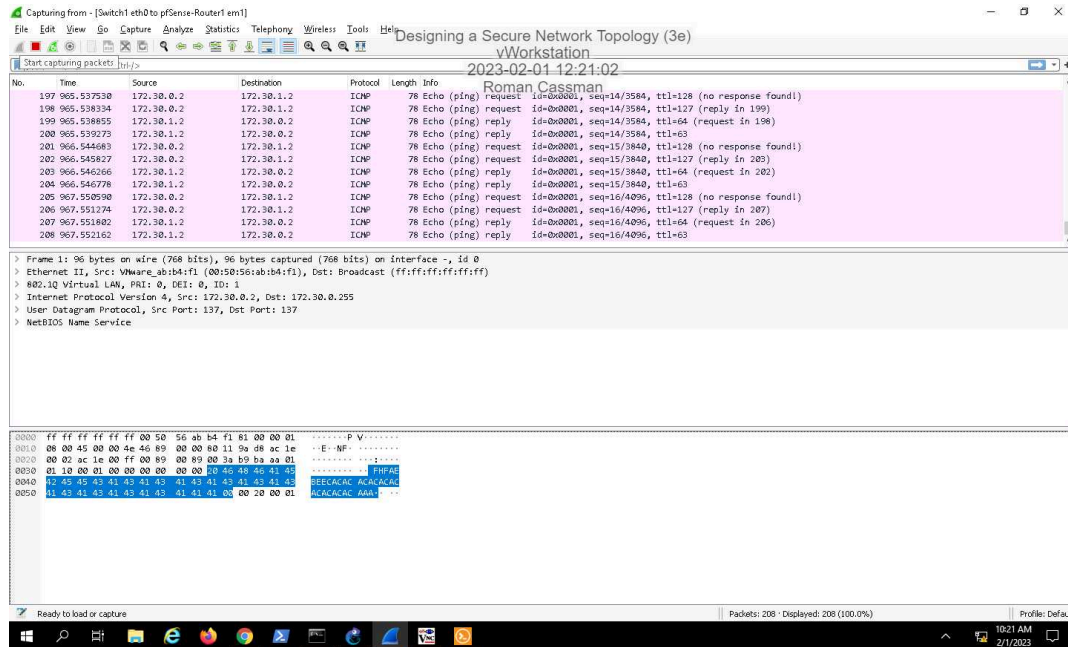 Capturing from - [Switch1 eth0 to pfSense-Router1 em1]
File Edit View Go Capture Analyze Statistics Telephony Wireless Tools Help
Designing a Secure Network Topology (3e)
vWorkstation
2023-02-01 12:21:02
Roman Cassman
Start capturing packets
trl-/>
No. Time Source Destination Protocol Length Info
197 965.537530 172.30.0.2 172.30.1.2 ICMP 78 Echo (ping) request id=0x0001, seq=14/3584, ttl=128 (no response found!)
198 965.538334 172.30.0.2 172.30.1.2 ICMP 78 Echo (ping) request id=0x0001, seq=14/3584, ttl=127 (reply in 199)
199 965.538855 172.30.1.2 172.30.0.2 ICMP 78 Echo (ping) reply id=0x0001, seq=14/3584, ttl=64 (request in 198)
200 965.539273 172.30.1.2 172.30.0.2 ICMP 78 Echo (ping) reply id=0x0001, seq=14/3584, ttl=63
201 966.544683 172.30.0.2 172.30.1.2 ICMP 78 Echo (ping) request id=0x0001, seq=15/3840, ttl=128 (no response found!)
202 966.545827 172.30.0.2 172.30.1.2 ICMP 78 Echo (ping) request id=0x0001, seq=15/3840, ttl=127 (reply in 203)
203 966.546266 172.30.1.2 172.30.0.2 ICMP 78 Echo (ping) reply id=0x0001, seq=15/3840, ttl=64 (request in 202)
204 966.546778 172.30.1.2 172.30.0.2 ICMP 78 Echo (ping) reply id=0x0001, seq=15/3840, ttl=63
205 967.550590 172.30.0.2 172.30.1.2 ICMP 78 Echo (ping) request id=0x0001, seq=16/4096, ttl=128 (no response found!)
206 967.551274 172.30.0.2 172.30.1.2 ICMP 78 Echo (ping) request id=0x0001, seq=16/4096, ttl=127 (reply in 207)
207 967.551802 172.30.1.2 172.30.0.2 ICMP 78 Echo (ping) reply id=0x0001, seq=16/4096, ttl=64 (request in 206)
208 967.552162 172.30.1.2 172.30.0.2 ICMP 78 Echo (ping) reply id=0x0001, seq=16/4096, ttl=63
> Frame 1: 96 bytes on wire (768 bits), 96 bytes captured (768 bits) on interface -, id 0
> Ethernet II, Src: VMware_ab:b4:f1 (00:50:56:ab:b4:f1), Dst: Broadcast (ff:ff:ff:ff:ff:ff)
> 802.1Q Virtual LAN, PRI: 0, DEI: 0, ID: 1
> Internet Protocol Version 4, Src: 172.30.0.2, Dst: 172.30.0.255
> User Datagram Protocol, Src Port: 137, Dst Port: 137
> NetBIOS Name Service
0000 ff ff ff ff ff ff 00 50 56 ab b4 f1 81 00 00 01 ·······P V·······
0010 08 00 45 00 00 4e 46 89 00 00 80 11 9a d8 ac 1e ··E··NF· ········
0020 00 02 ac 1e 00 ff 00 89 00 89 00 3a b9 ba aa 01 ········ ···:····
0030 01 10 00 01 00 00 00 00 00 00 20 46 48 46 41 45 ········ ·· FHFAE
0040 42 45 45 43 41 43 41 43 41 43 41 43 41 43 41 43 BEECACAC ACACACAC
0050 41 43 41 43 41 43 41 43 41 41 41 00 00 20 00 01 ACACACAC AAA·· ··
Ready to load or capture
Packets: 208 · Displayed: 208 (100.0%)
Profile: Defau
10:21 AM
2/1/2023